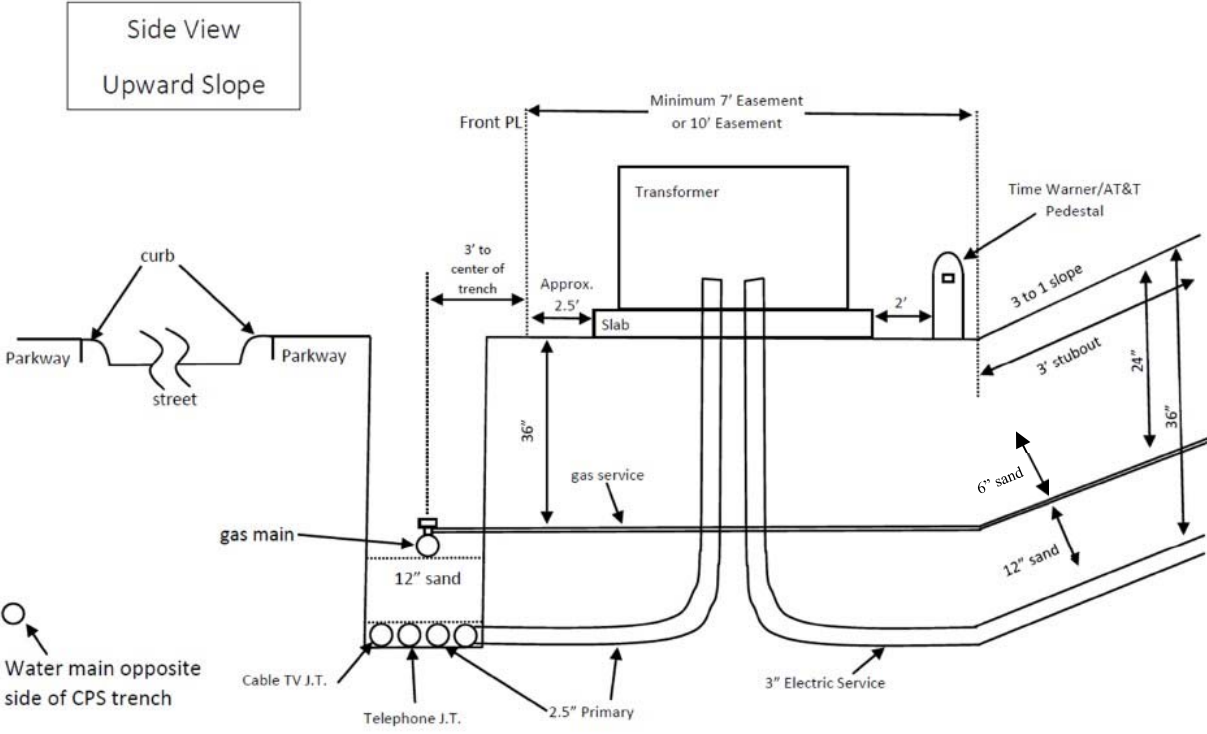 Side View
Upward Slope
Minimum 7’ Easement
or 10’ Easement
Front PL
Transformer
Time Warner/AT&T
Pedestal
curb
3’ to
center of
trench
Approx.
2.5’
2’
3 to 1 slope
Slab
Parkway
Parkway
3’ stubout
24”
street
36”
36”
gas service
6” sand
gas main
12” sand
12” sand
Water main opposite
side of CPS trench
Cable TV J.T.
3” Electric Service
Telephone J.T.
2.5” Primary